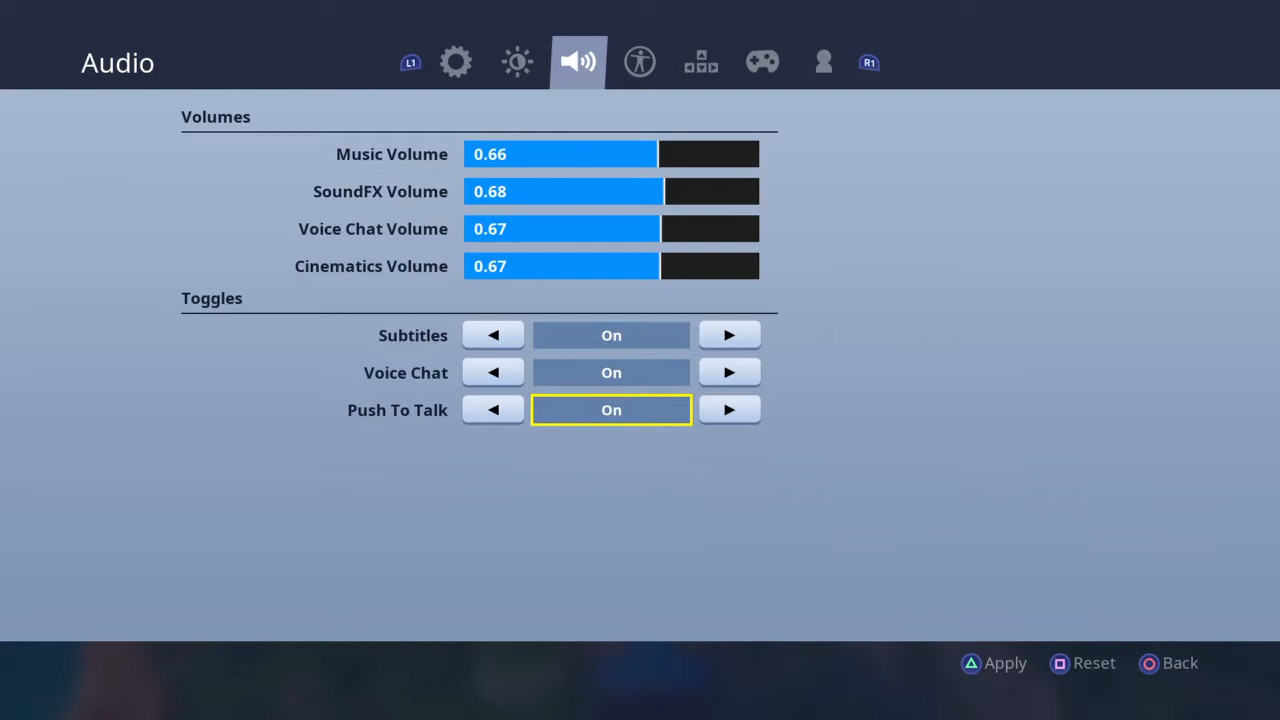 Audio
L1
R1
Volumes
Music Volume 0.66
SoundFX Volume 0.68
Voice Chat Volume 0.67
Cinematics Volume 0.67
Toggles
Subtitles On
Voice Chat On
Push To Talk On
Apply Reset Back